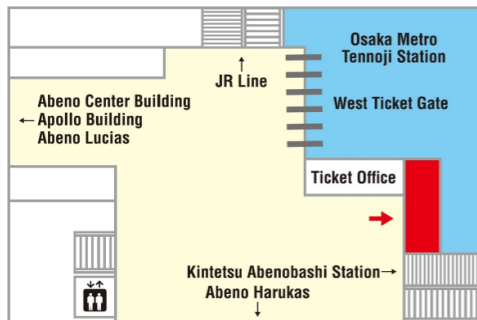 Osaka Metro
Tennoji Station
↑
JR Line
West Ticket Gate
Abeno Center Building
← Apollo Building
Abeno Lucias
Ticket Office
Kintetsu Abenobashi Station→
Abeno Harukas
↓